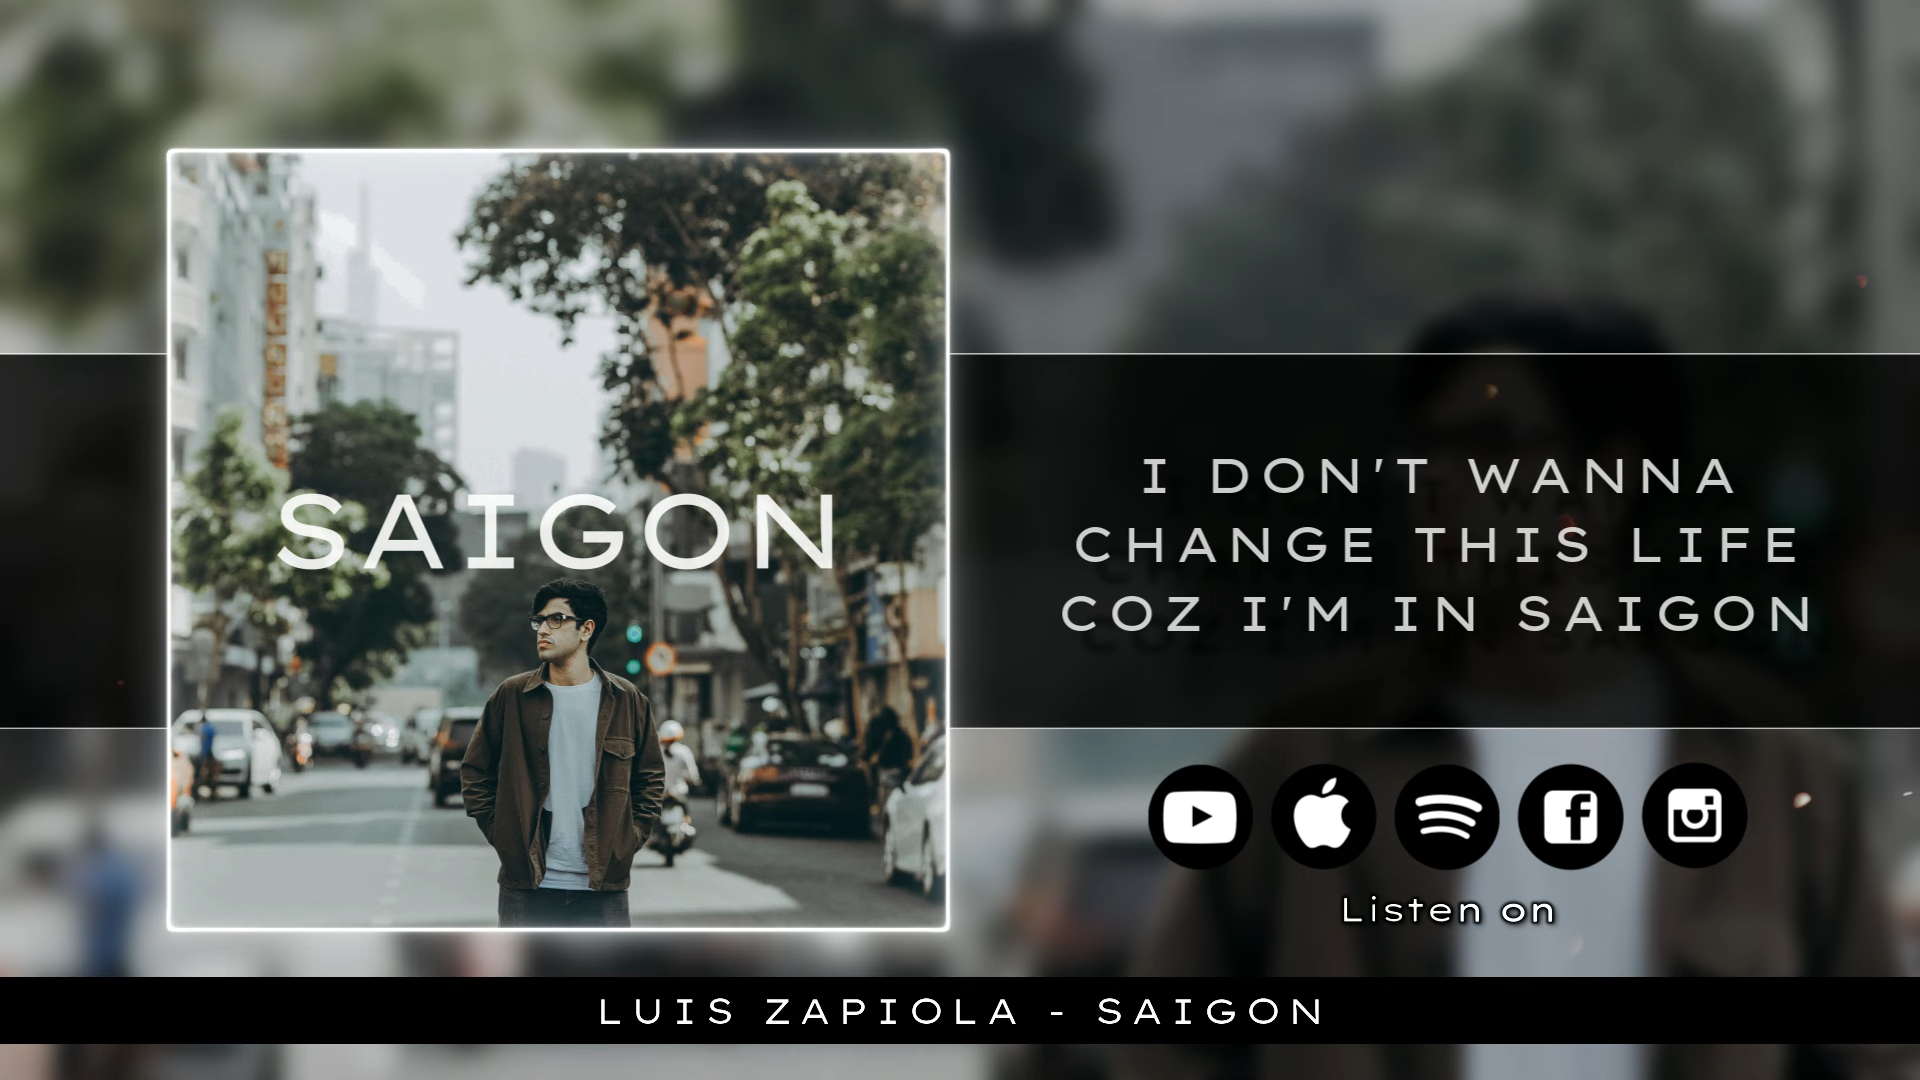 SAIGON
I DON'T WANNA
CHANGE THIS LIFE
COZ I'M IN SAIGON
Listen on
LUIS ZAPIOLA - SAIGON